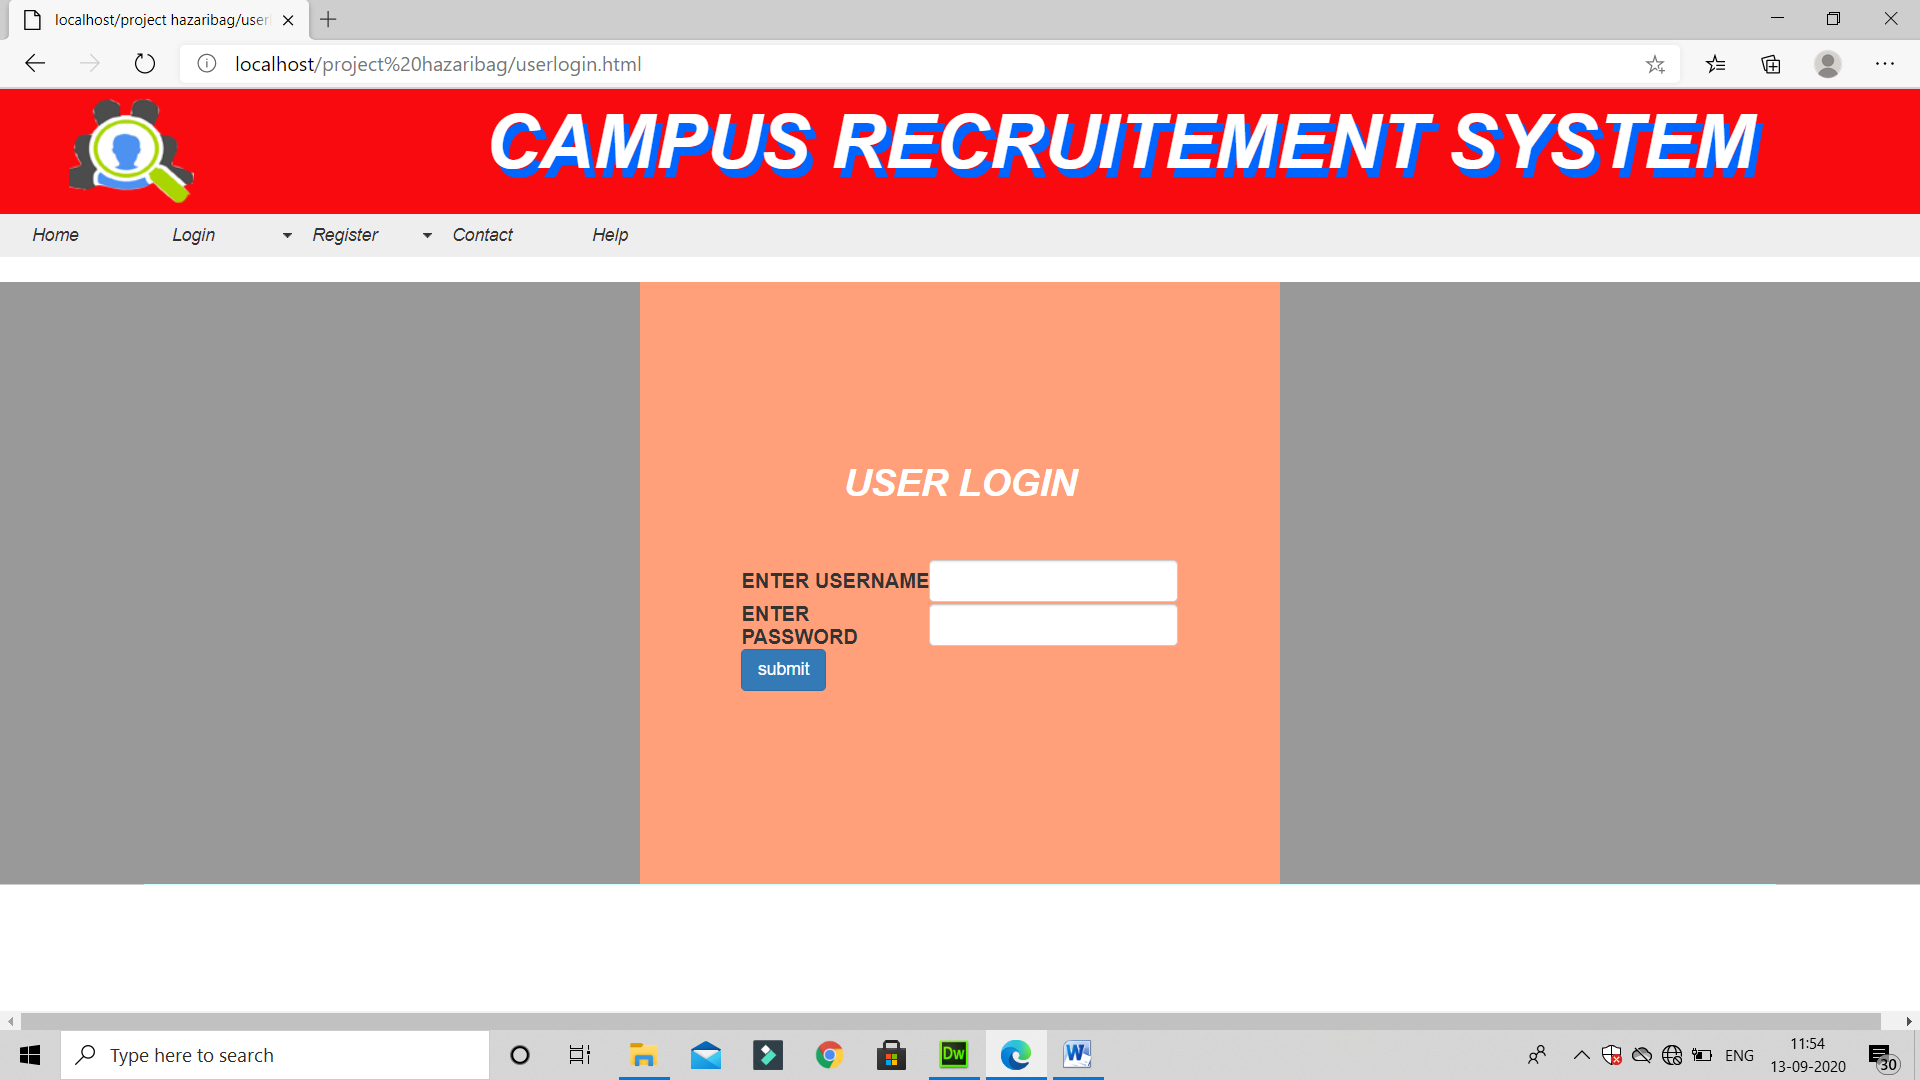 localhost/project hazaribag/user
localhost/project%20hazaribag/userlogin.html
CAMPUS RECRUITEMENT SYSTEM
Home Login Register Contact Help
USER LOGIN
ENTER USERNAME
ENTER
PASSWORD
submit
Type here to search
Dw
W
ENG
11:54
13-09-2020
30